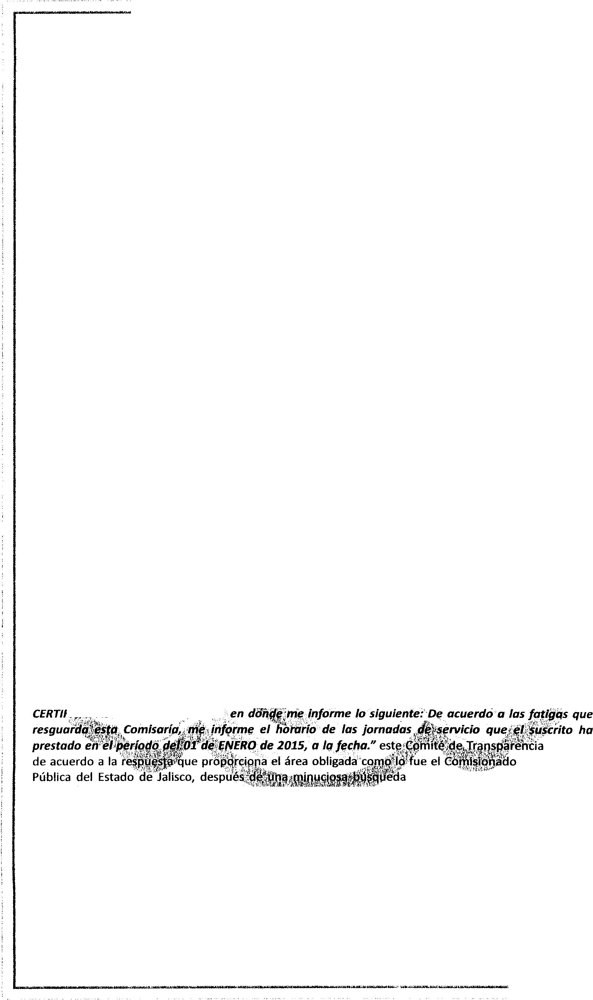 CERTIF en donde me informe lo siguiente: De acuerdo a las fatigas que
resguarda esta Comisaría, me informe el horario de las jornadas de servicio que el suscrito ha
prestado en el período del 01 de ENERO de 2015, a la fecha." este Comité de Transparencia
de acuerdo a la respuesta que proporciona el área obligada como lo fue el Comisionado
Pública del Estado de Jalisco, después de una minuciosa búsqueda